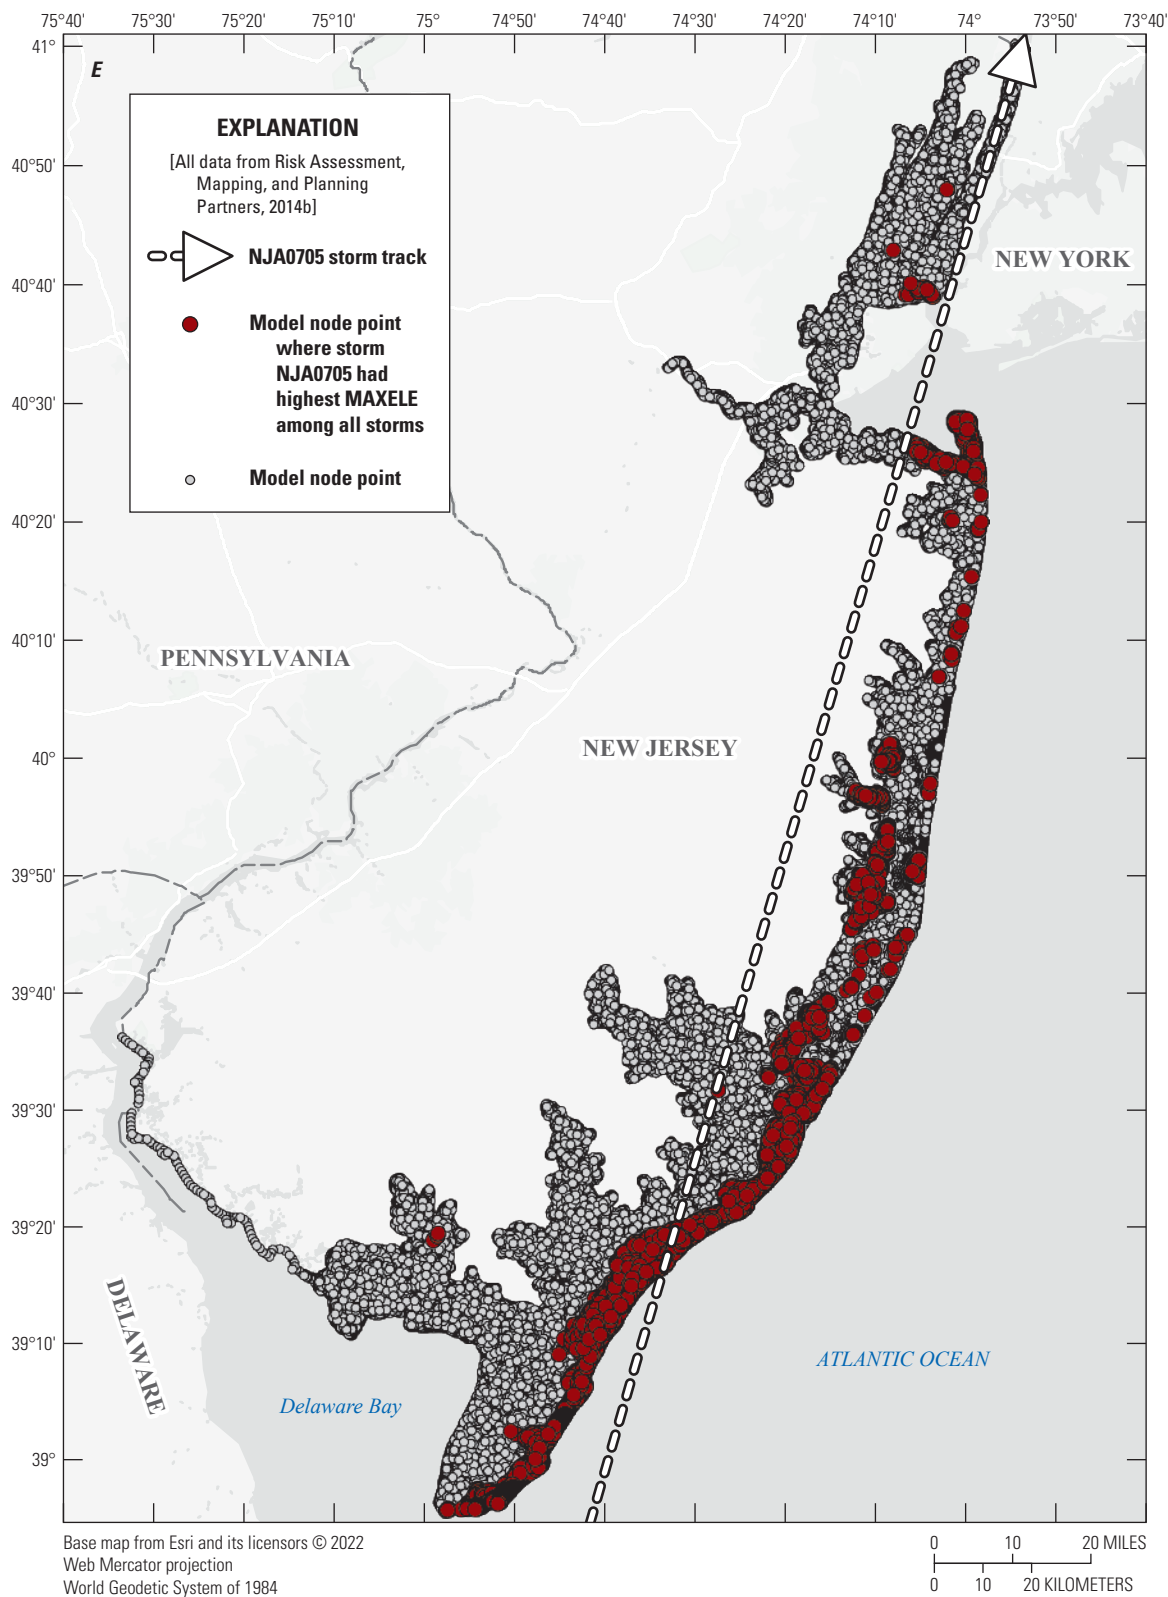 75°40' 75°30' 75°20' 75°10' 75° 74°50' 74°40' 74°30' 74°20' 74°10' 74° 73°50' 73°40'
41°
E
EXPLANATION
[All data from Risk Assessment,
Mapping, and Planning
Partners, 2014b]
NJA0705 storm track
Model node point
where storm
NJA0705 had
highest MAXELE
among all storms
Model node point
40°50'
NEW YORK
40°40'
40°30'
40°20'
40°10'
PENNSYLVANIA
NEW JERSEY
40°
39°50'
39°40'
39°30'
39°20'
DELAWARE
39°10'
ATLANTIC OCEAN
Delaware Bay
39°
Base map from Esri and its licensors © 2022
Web Mercator projection
World Geodetic System of 1984
0 10 20 MILES
0 10 20 KILOMETERS